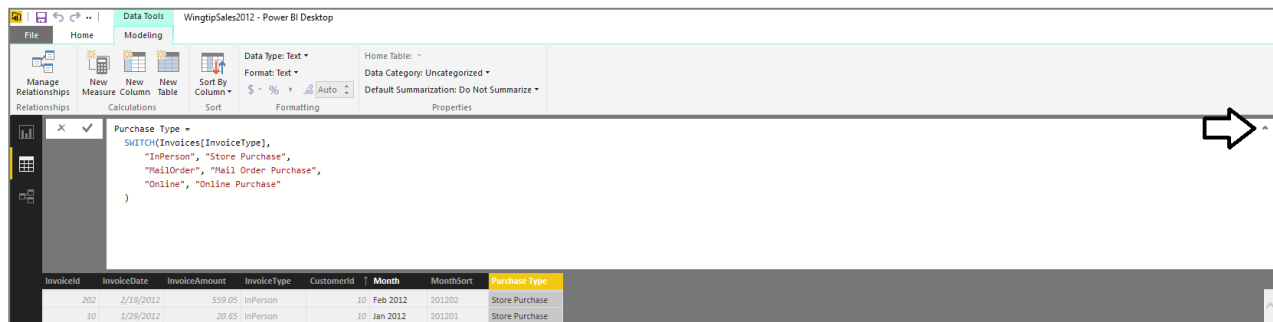 Data Tools WingtipSales2012 - Power BI Desktop
File Home Modeling
Manage Relationships
New Measure
New Column
New Table
Sort By Column
Data Type: Text
Format: Text
$ % , .00 Auto
Home Table:
Data Category: Uncategorized
Default Summarization: Do Not Summarize
Relationships Calculations Sort Formatting Properties
Purchase Type =
SWITCH(Invoices[InvoiceType],
"InPerson", "Store Purchase",
"MailOrder", "Mail Order Purchase",
"Online", "Online Purchase"
)
InvoiceId InvoiceDate InvoiceAmount InvoiceType CustomerId Month MonthSort Purchase Type
202 2/19/2012 559.05 InPerson 10 Feb 2012 201202 Store Purchase
10 1/29/2012 20.65 InPerson 10 Jan 2012 201201 Store Purchase